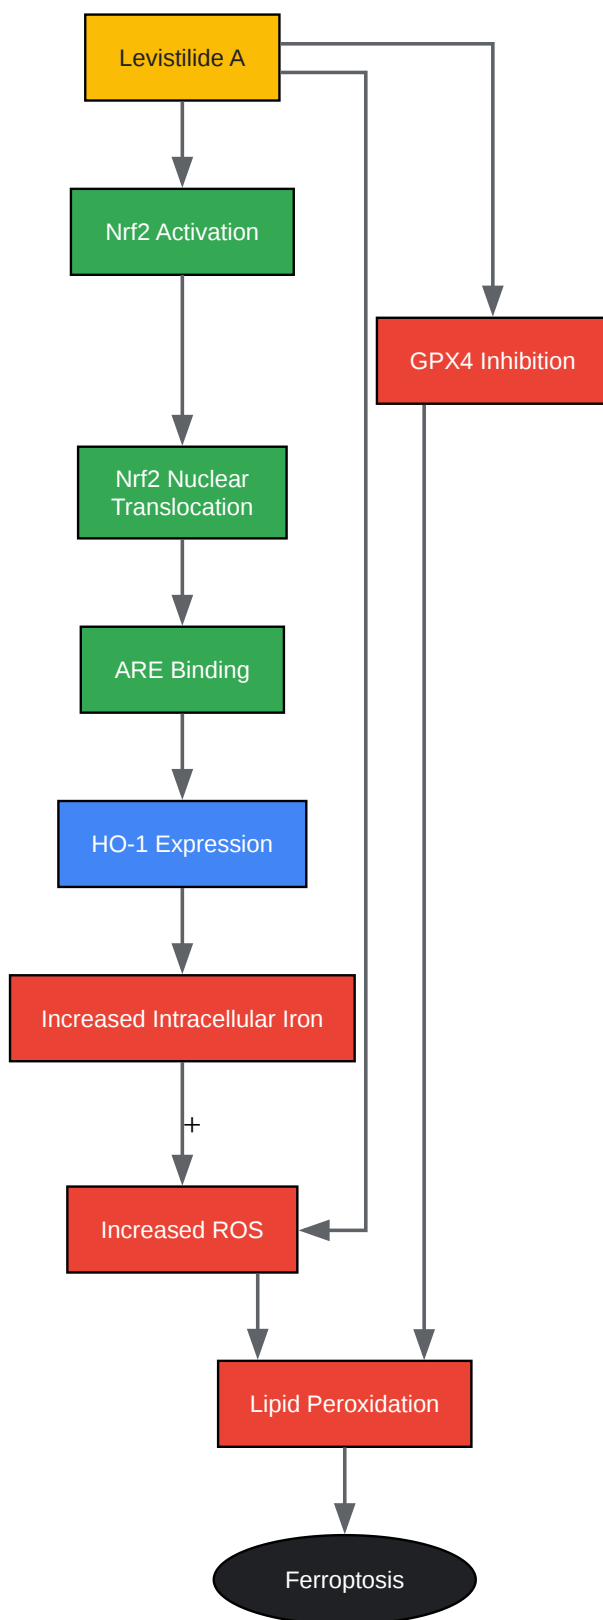 Levistilide A
Nrf2 Activation
GPX4 Inhibition
Nrf2 Nuclear
Translocation
ARE Binding
HO-1 Expression
Increased Intracellular Iron
+
Increased ROS
Lipid Peroxidation
Ferroptosis